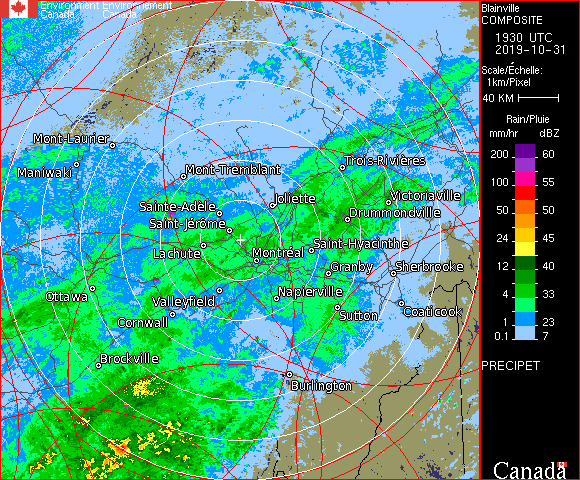 Environment Environnement
Canada Canada
Blainville
COMPOSITE
1930 UTC
2019-10-31
Scale/Échelle:
1km/Pixel
40 KM
Rain/Pluie
mm/hr dBZ
200 60
100 55
50 50
24 45
12 40
4 33
1 23
0.1 7
PRECIPET
Canada
Mont-Laurier
Maniwaki
Mont-Tremblant
Trois-Rivières
Sainte-Adèle
Joliette
Victoriaville
Drummondville
Saint-Jérôme
Lachute
Montréal
Saint-Hyacinthe
Granby
Sherbrooke
Ottawa
Valleyfield
Napierville
Cornwall
Sutton
Coaticook
Brockville
Burlington